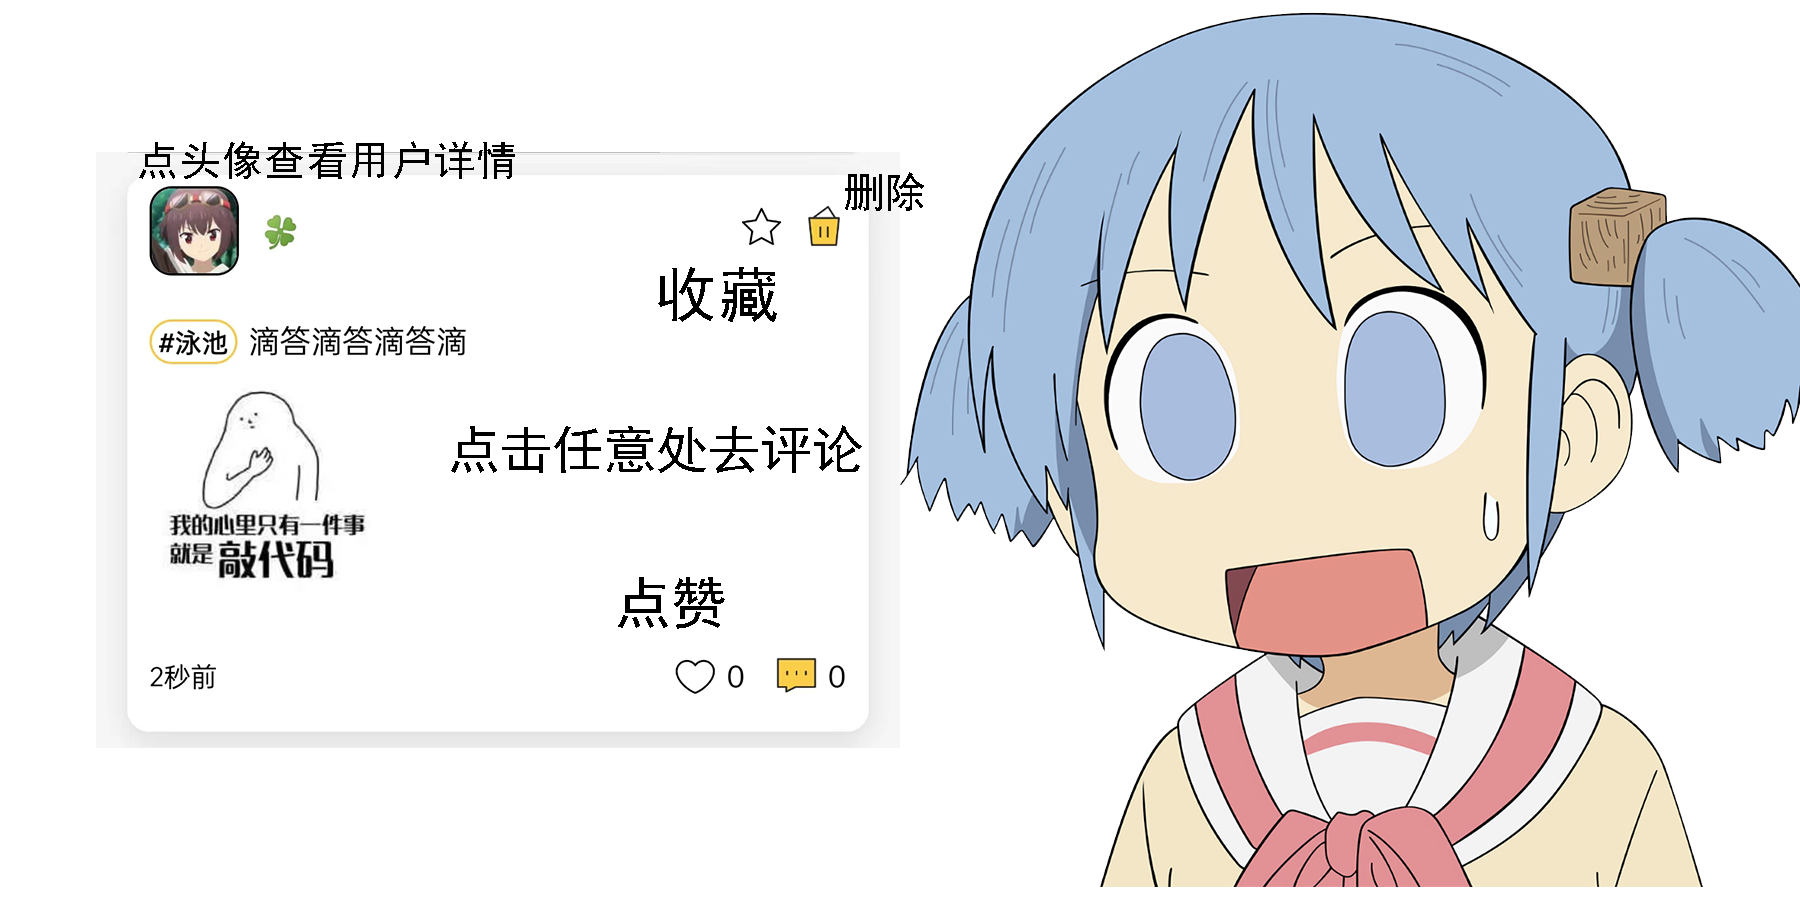 点头像查看用户详情
删除
收藏
#泳池 滴答滴答滴答滴
点击任意处去评论
我的心里只有一件事
就是 敲代码
点赞
2秒前
0
0